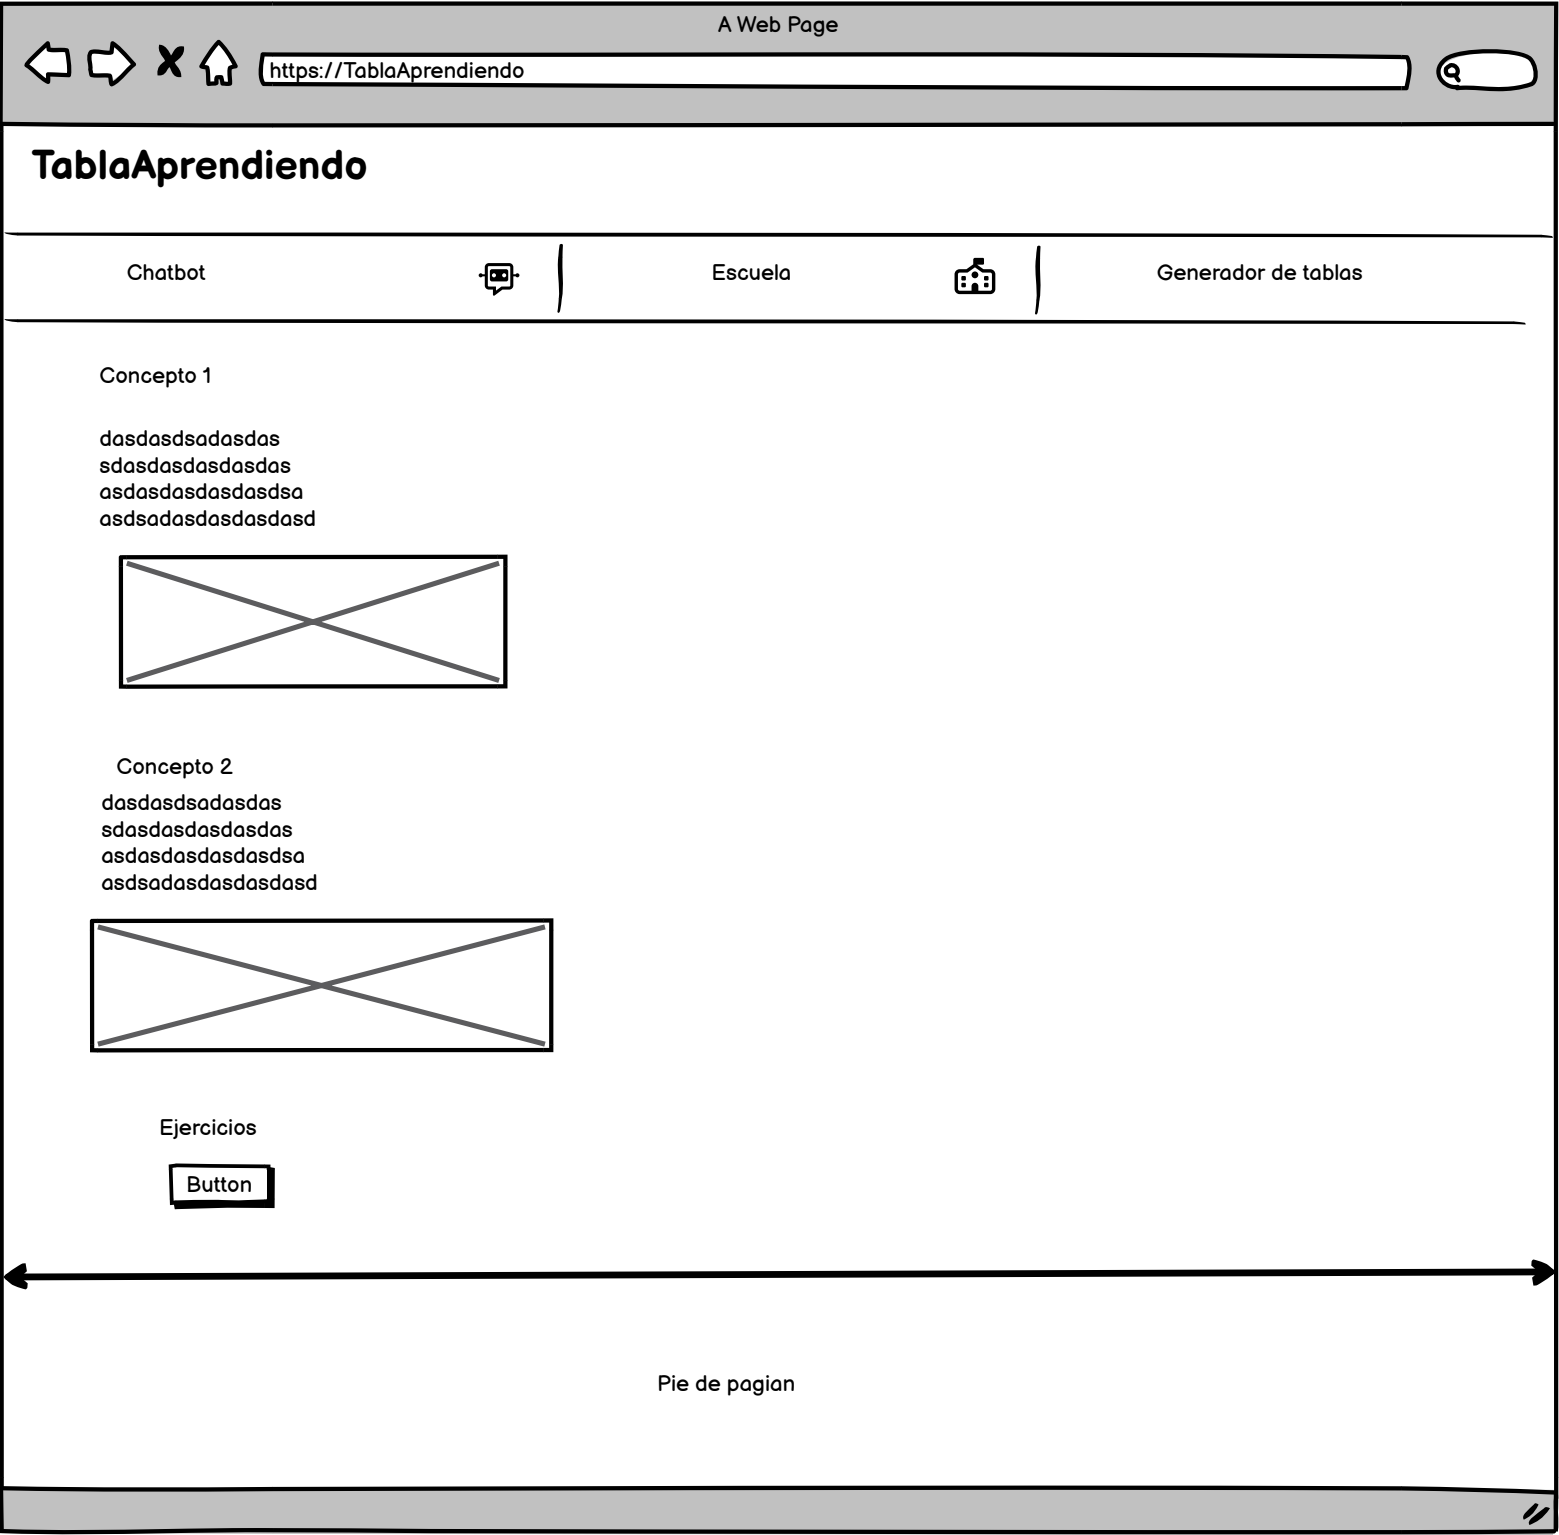 A Web Page
https://TablaAprendiendo
TablaAprendiendo
Chatbot
Escuela
Generador de tablas
Concepto 1
dasdasdsadasdas
sdasdasdasdasdas
asdasdasdasdasdsa
asdsadasdasdasdasd
Concepto 2
dasdasdsadasdas
sdasdasdasdasdas
asdasdasdasdasdsa
asdsadasdasdasdasd
Ejercicios
Button
Pie de pagian